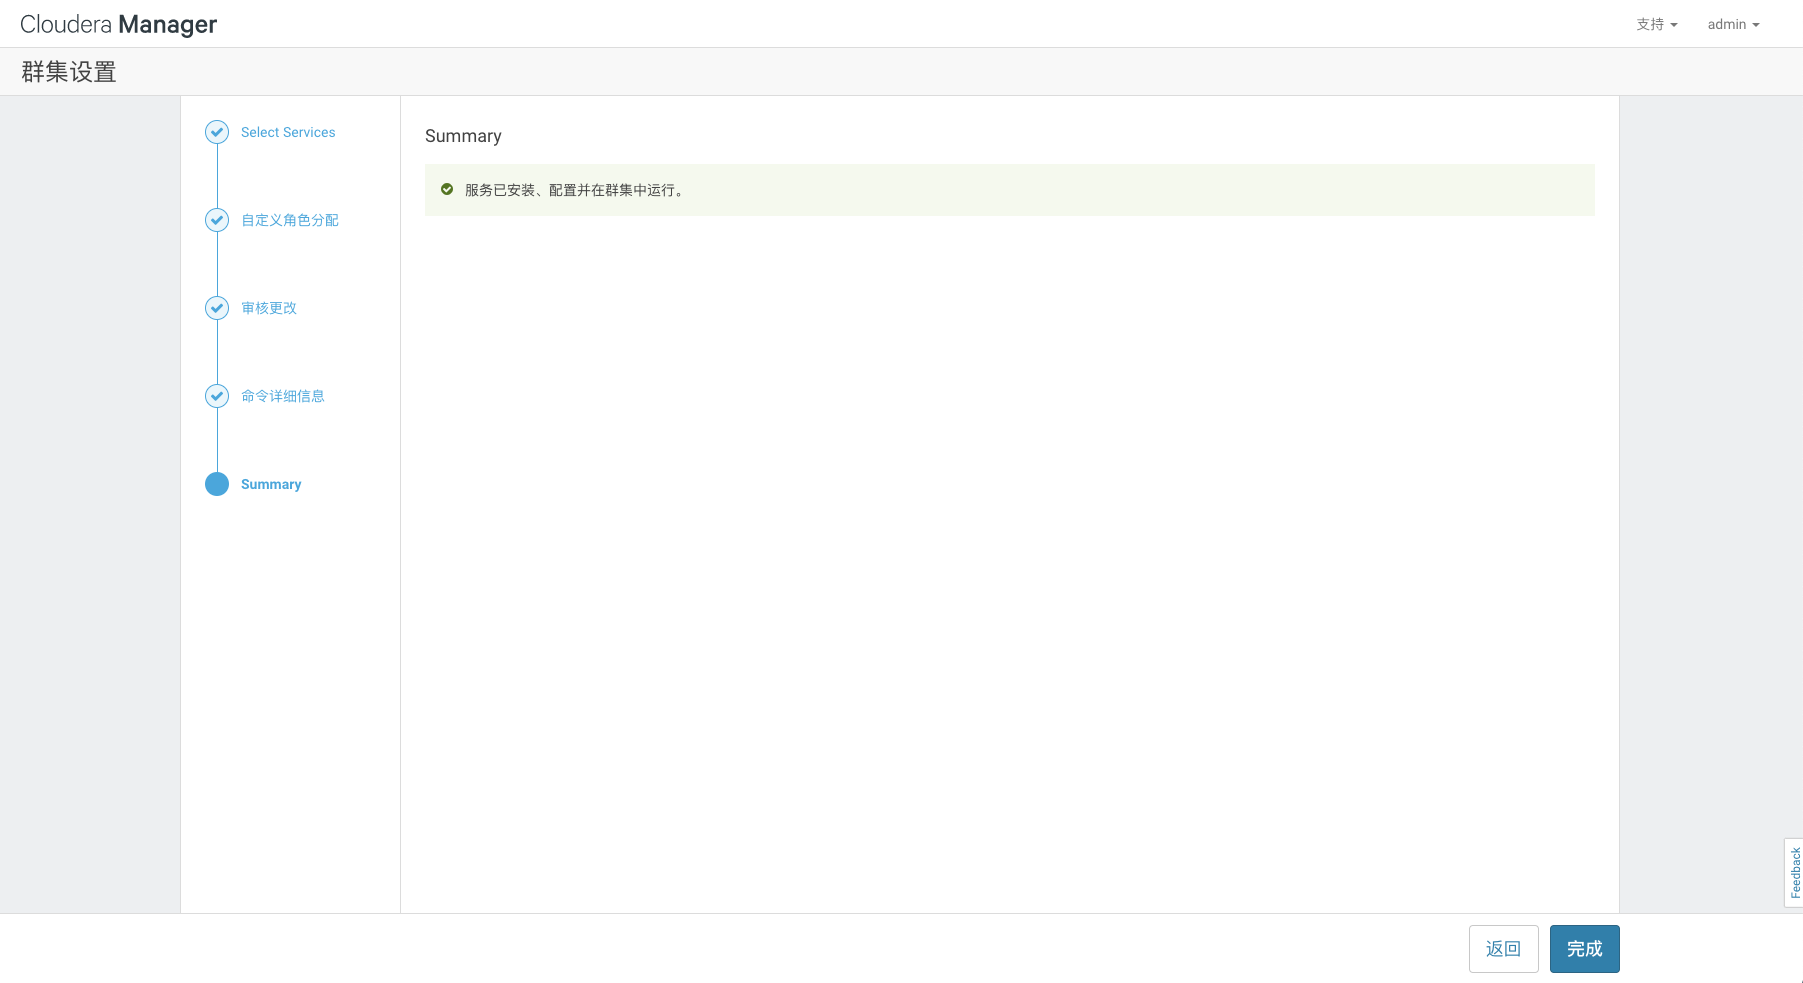 Cloudera Manager
支持
admin
群集设置
Select Services
自定义角色分配
审核更改
命令详细信息
Summary
Summary
服务已安装、配置并在群集中运行。
Feedback
返回
完成